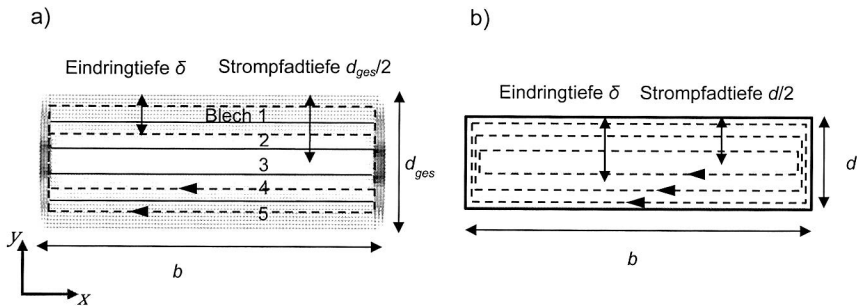 a)
Eindringtiefe δ
Strompfadtiefe d_ges/2
Blech 1
2
3
4
5
d_ges
b
y
x
b)
Eindringtiefe δ
Strompfadtiefe d/2
d
b